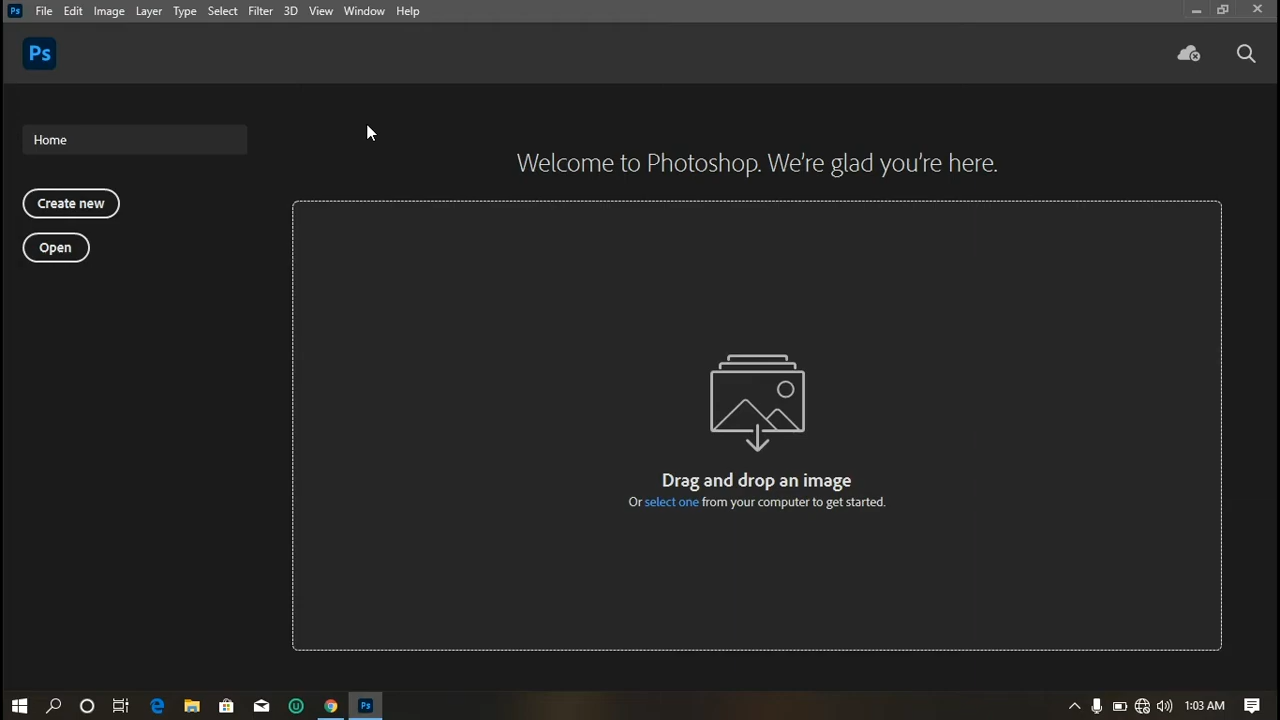 Ps File Edit Image Layer Type Select Filter 3D View Window Help
Ps
Home
Welcome to Photoshop. We're glad you're here.
Create new
Open
Drag and drop an image
Or select one from your computer to get started.
Ps 1:03 AM